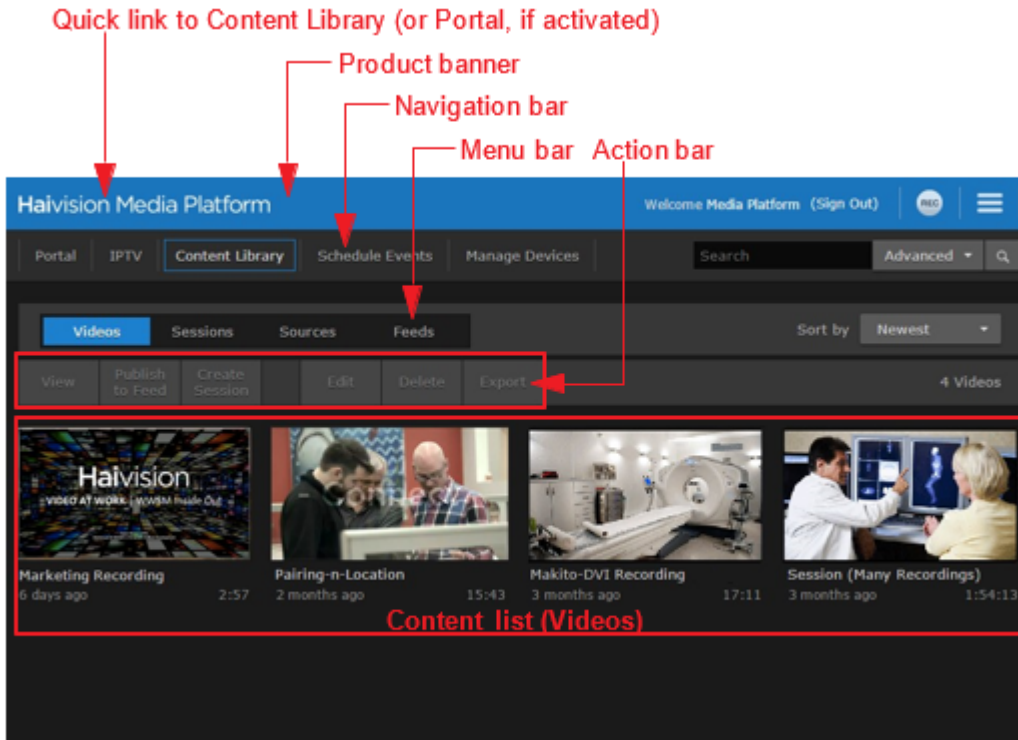 Quick link to Content Library (or Portal, if activated)
Product banner
Navigation bar
Menu bar Action bar
Haivision Media Platform Welcome Media Platform (Sign Out) REC
Portal IPTV Content Library Schedule Events Manage Devices Search Advanced
Videos Sessions Sources Feeds Sort by Newest
View Publish to Feed Create Session Edit Delete Export 4 Videos
Haivision
VIDEO AT WORK | WWSM Inside Out
Marketing Recording Pairing-n-Location Makito-DVI Recording Session (Many Recordings)
6 days ago 2:57 2 months ago 15:43 3 months ago 17:11 3 months ago 1:54:13
Content list (Videos)